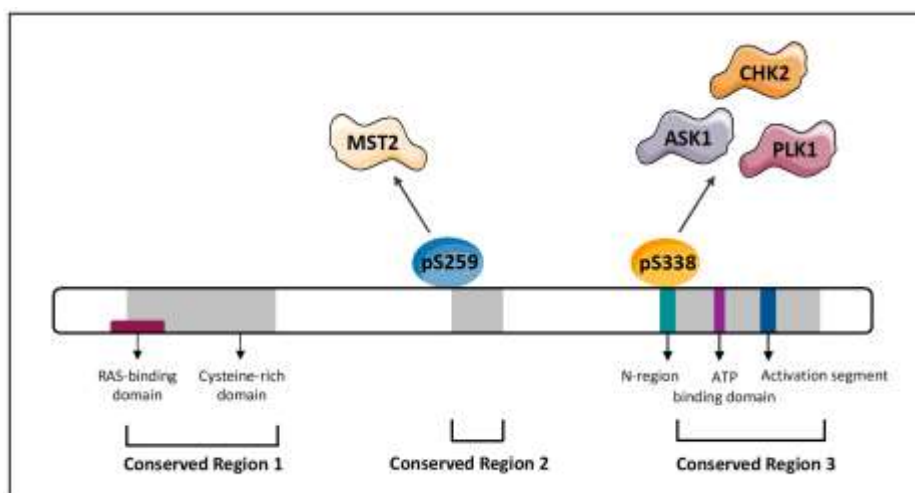 CHK2
MST2
ASK1
PLK1
pS259
pS338
RAS-binding
domain
Cysteine-rich
domain
N-region
ATP
binding domain
Activation segment
Conserved Region 1
Conserved Region 2
Conserved Region 3